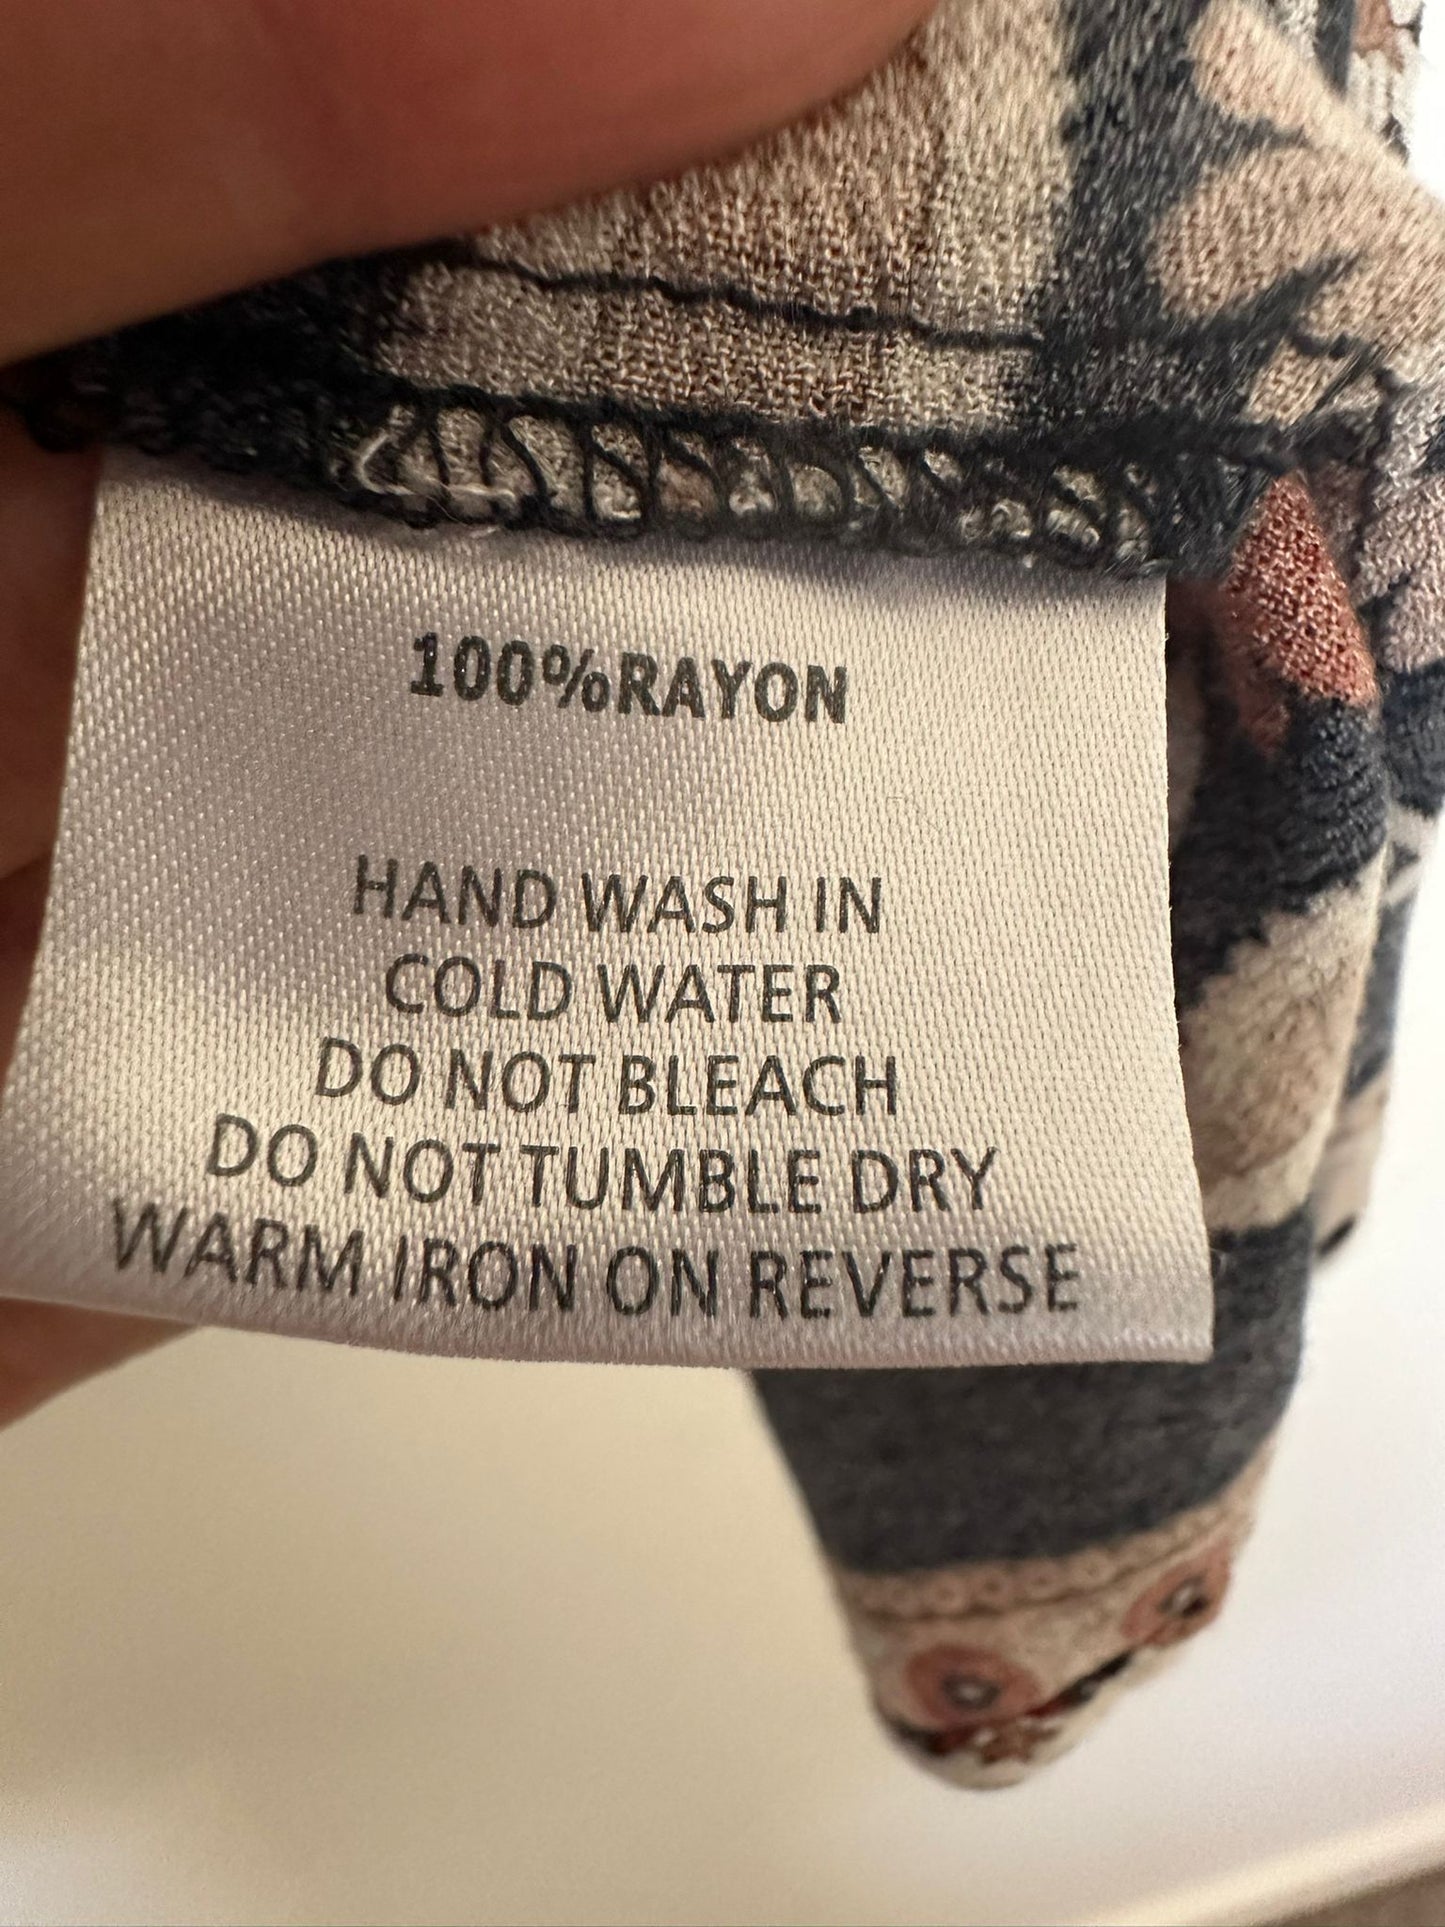 100%RAYON
HAND WASH IN
COLD WATER
DO NOT BLEACH
DO NOT TUMBLE DRY
WARM IRON ON REVERSE